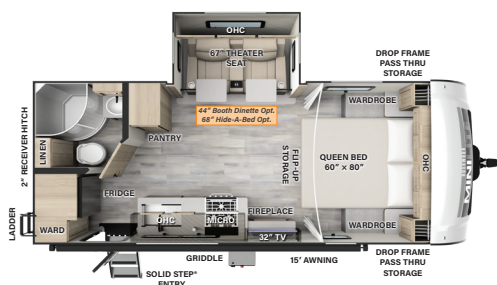 OHC
67" THEATER
SEAT
44" Booth Dinette Opt.
68" Hide-A-Bed Opt.
DROP FRAME
PASS THRU
STORAGE
WARDROBE
2" RECEIVER HITCH
LINEN
PANTRY
FLIP-UP
STORAGE
QUEEN BED
60" x 80"
OHC
MINI
LADDER
WARD
FRIDGE
OHC
MICRO
FIREPLACE
32" TV
WARDROBE
GRIDDLE
15' AWNING
SOLID STEP®
ENTRY
DROP FRAME
PASS THRU
STORAGE